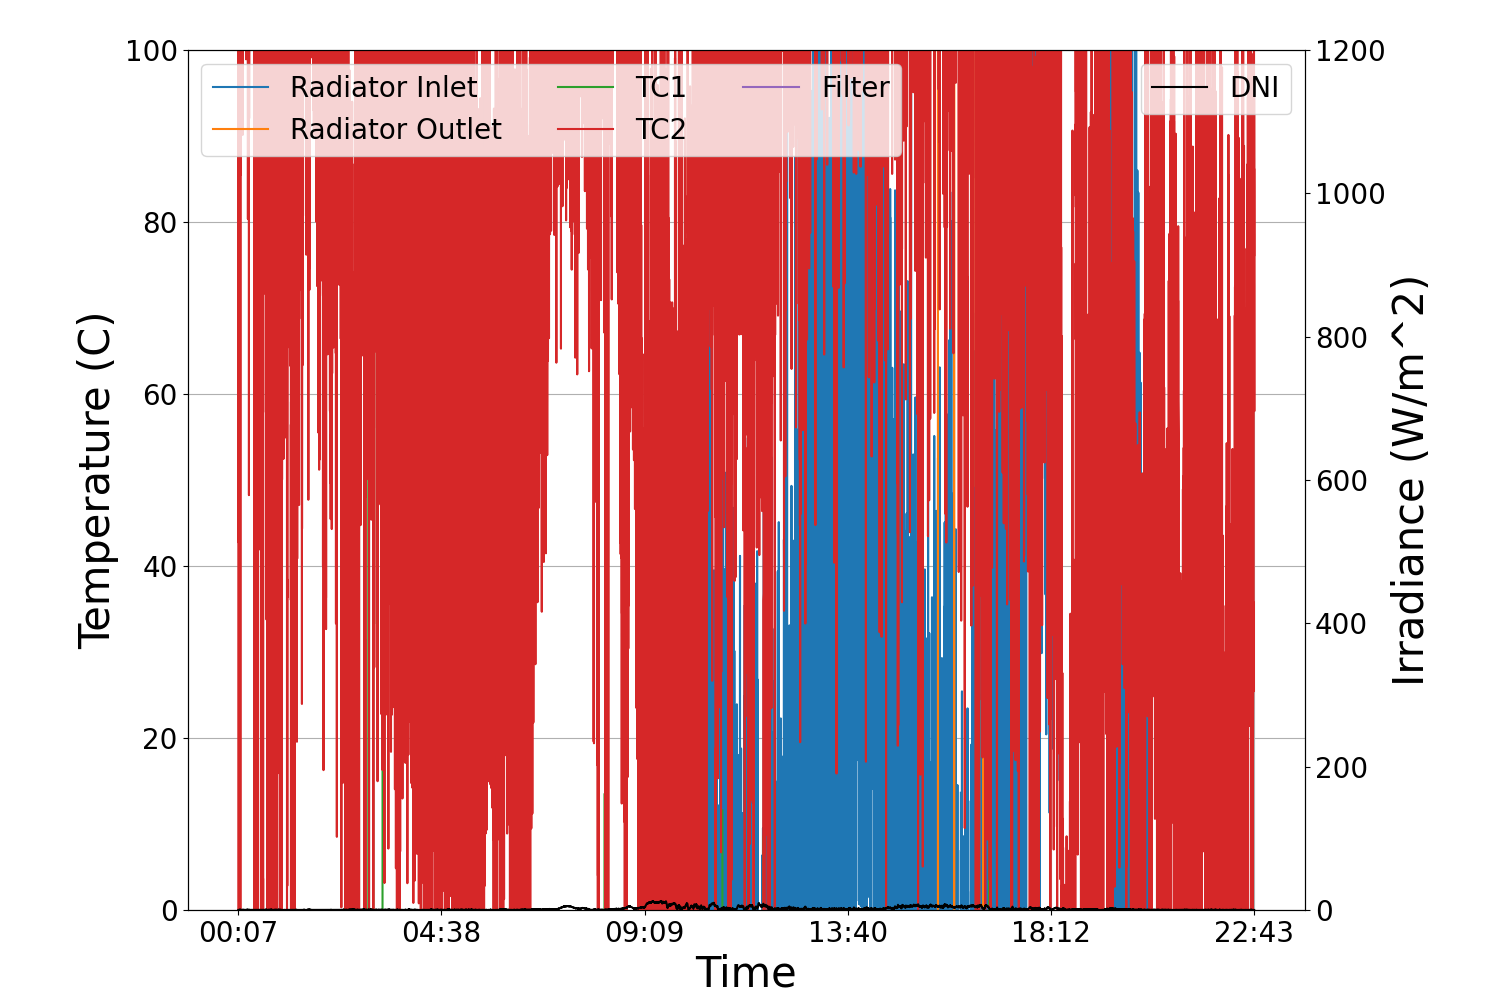 Radiator Inlet
Radiator Outlet
TC1
TC2
Filter
DNI
Temperature (C)
100
80
60
40
20
0
Irradiance (W/m^2)
1200
1000
800
600
400
200
0
00:07 04:38 09:09 13:40 18:12 22:43
Time